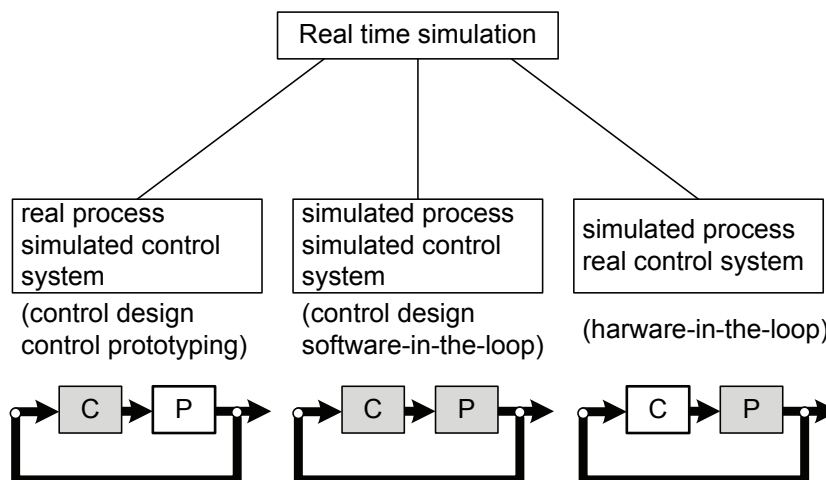 Real time simulation
real process
simulated control
system
simulated process
simulated control
system
simulated process
real control system
(control design
control prototyping)
(control design
software-in-the-loop)
(harware-in-the-loop)
C
P
C
P
C
P